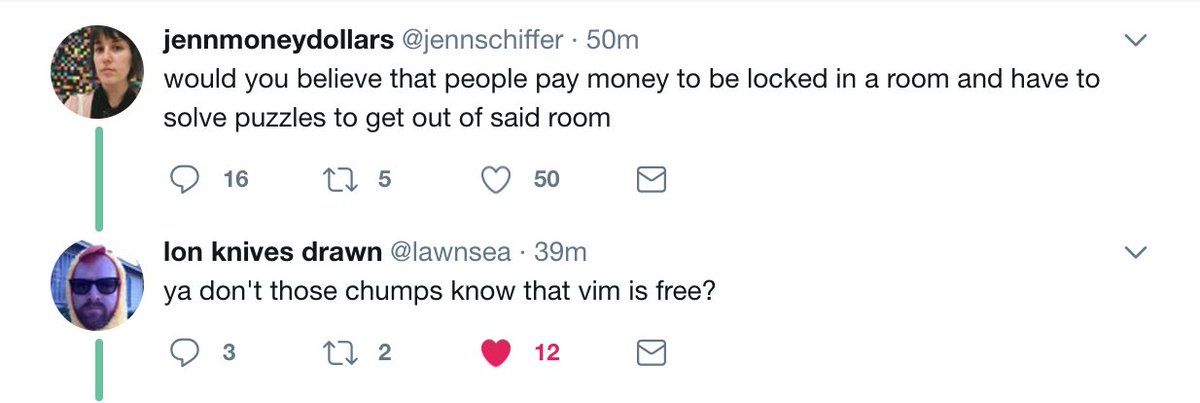 jennmoneydollars @jennschiffer · 50m
would you believe that people pay money to be locked in a room and have to
solve puzzles to get out of said room
16 5 50
lon knives drawn @lawnsea · 39m
ya don't those chumps know that vim is free?
3 2 12